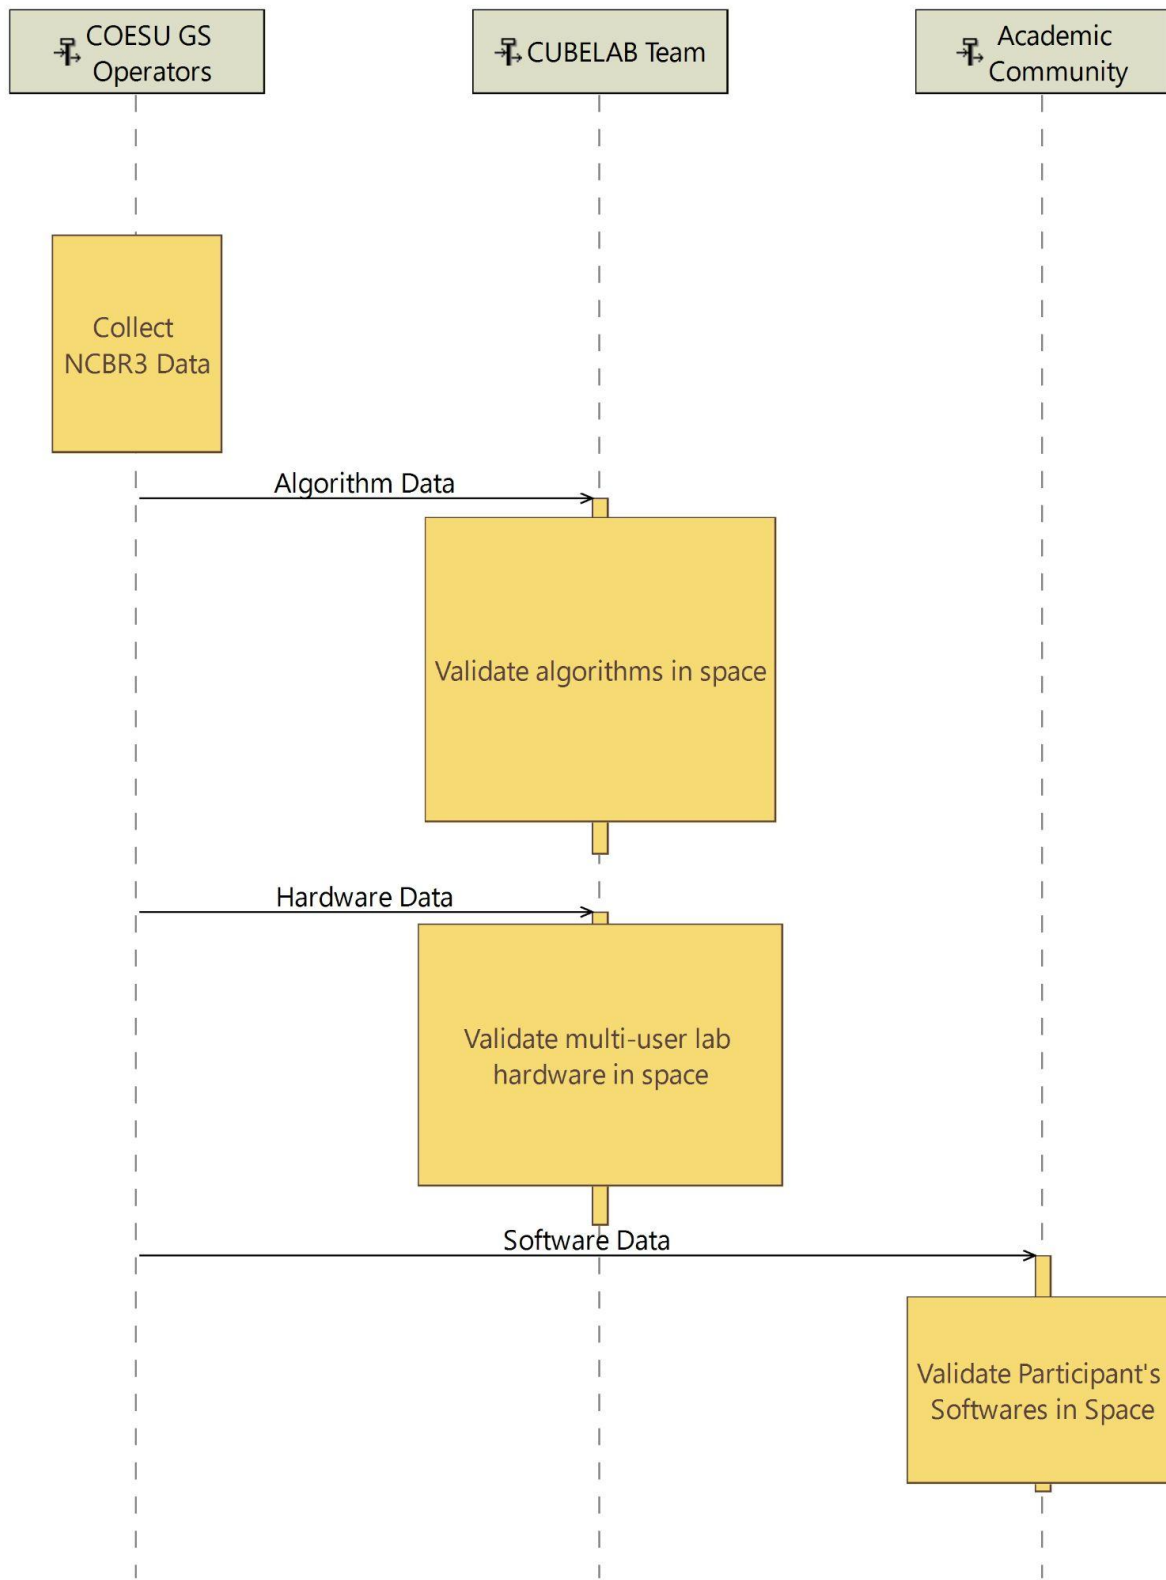 COESU GS
Operators
CUBELAB Team
Academic
Community
Collect
NCBR3 Data
Algorithm Data
Validate algorithms in space
Hardware Data
Validate multi-user lab
hardware in space
Software Data
Validate Participant's
Softwares in Space